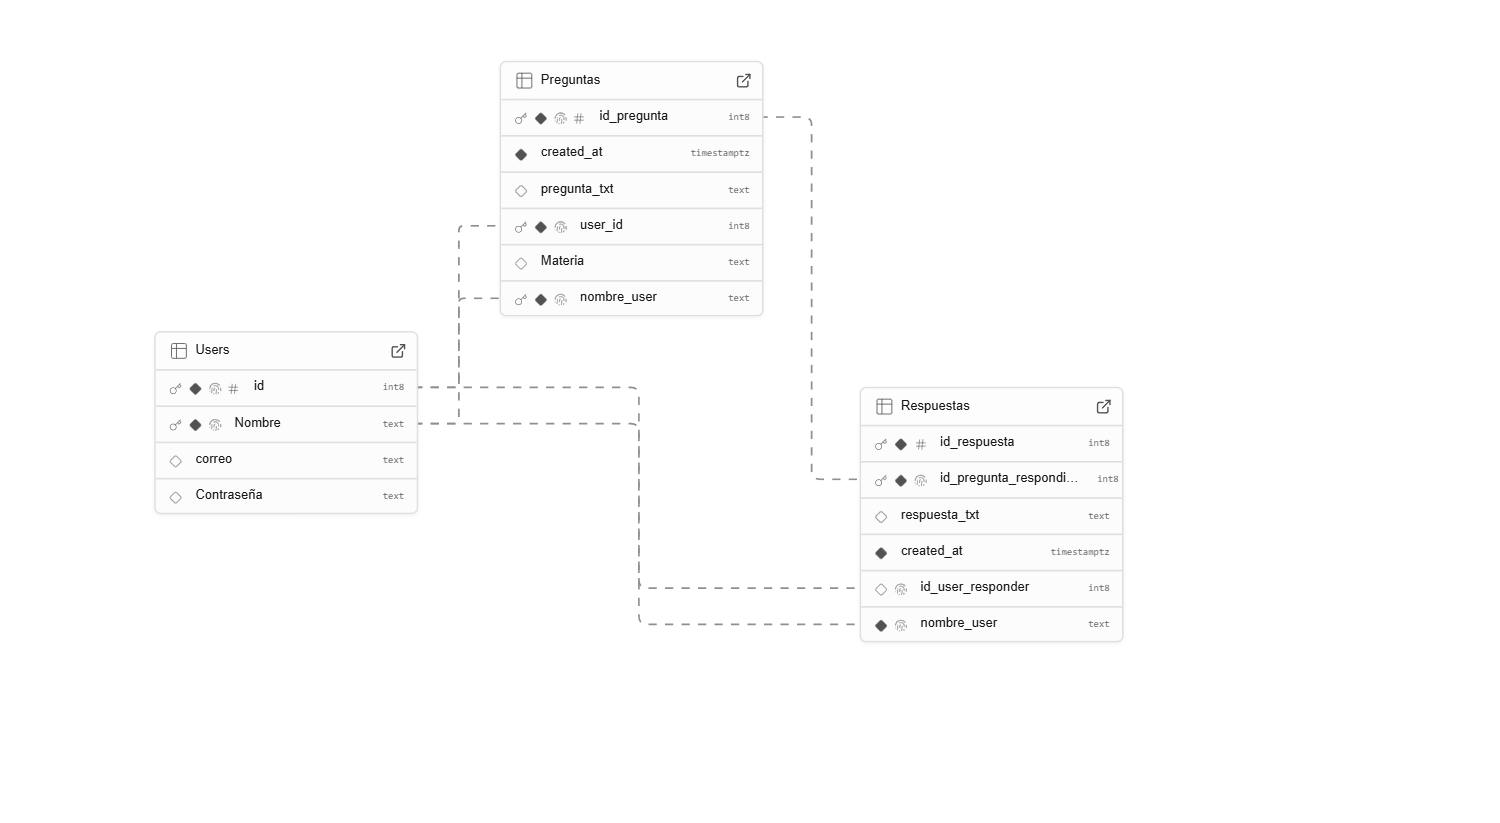 Preguntas
id_pregunta int8
created_at timestamptz
pregunta_txt text
user_id int8
Materia text
nombre_user text
Users
id int8
Nombre text
correo text
Contraseña text
Respuestas
id_respuesta int8
id_pregunta_respondi... int8
respuesta_txt text
created_at timestamptz
id_user_responder int8
nombre_user text